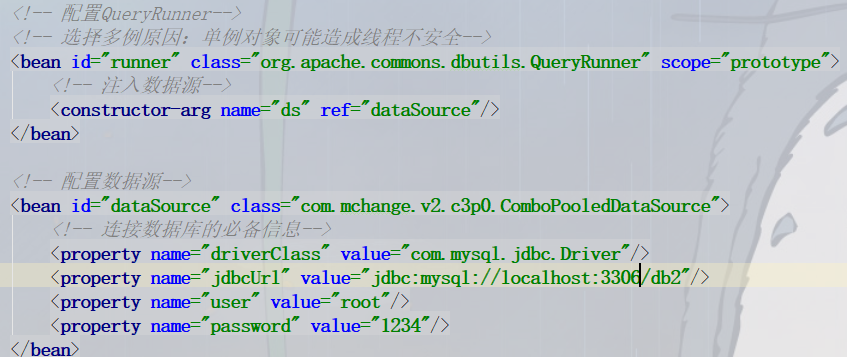 <!-- 配置QueryRunner-->
<!-- 选择多例原因：单例对象可能造成线程不安全-->
<bean id="runner" class="org.apache.commons.dbutils.QueryRunner" scope="prototype">
<!-- 注入数据源-->
<constructor-arg name="ds" ref="dataSource"/>
</bean>
<!-- 配置数据源-->
<bean id="dataSource" class="com.mchange.v2.c3p0.ComboPooledDataSource">
<!-- 连接数据库的必备信息-->
<property name="driverClass" value="com.mysql.jdbc.Driver"/>
<property name="jdbcUrl" value="jdbc:mysql://localhost:3306/db2"/>
<property name="user" value="root"/>
<property name="password" value="1234"/>
</bean>